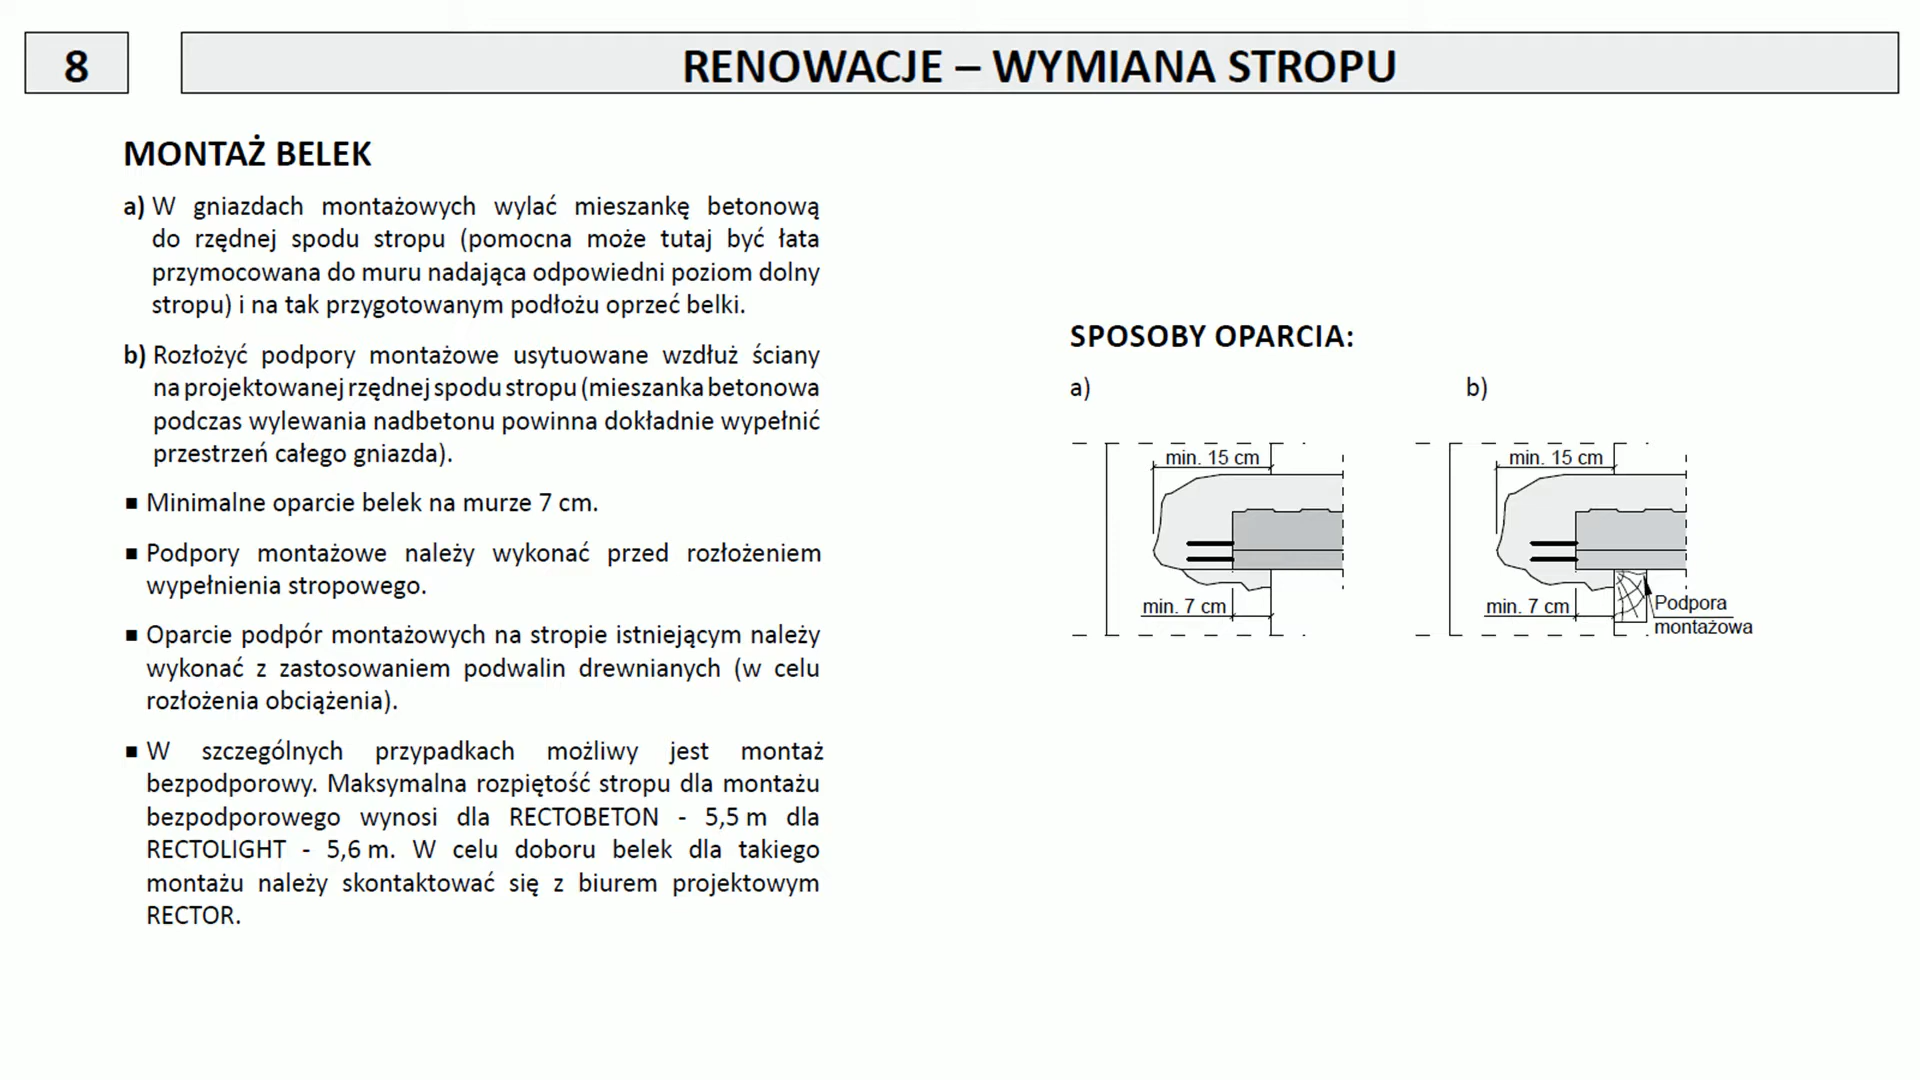 8
RENOWACJE – WYMIANA STROPU
MONTAŻ BELEK
a) W gniazdach montażowych wylać mieszankę betonową
do rzędnej spodu stropu (pomocna może tutaj być łata
przymocowana do muru nadająca odpowiedni poziom dolny
stropu) i na tak przygotowanym podłożu oprzeć belki.
b) Rozłożyć podpory montażowe usytuowane wzdłuż ściany
na projektowanej rzędnej spodu stropu (mieszanka betonowa
podczas wylewania nadbetonu powinna dokładnie wypełnić
przestrzeń całego gniazda).
■ Minimalne oparcie belek na murze 7 cm.
■ Podpory montażowe należy wykonać przed rozłożeniem
wypełnienia stropowego.
■ Oparcie podpór montażowych na stropie istniejącym należy
wykonać z zastosowaniem podwalin drewnianych (w celu
rozłożenia obciążenia).
■ W szczególnych przypadkach możliwy jest montaż
bezpodporowy. Maksymalna rozpiętość stropu dla montażu
bezpodporowego wynosi dla RECTOBETON - 5,5 m dla
RECTOLIGHT - 5,6 m. W celu doboru belek dla takiego
montażu należy skontaktować się z biurem projektowym
RECTOR.
SPOSOBY OPARCIA:
a)
min. 15 cm
min. 7 cm
b)
min. 15 cm
min. 7 cm
Podpora
montażowa